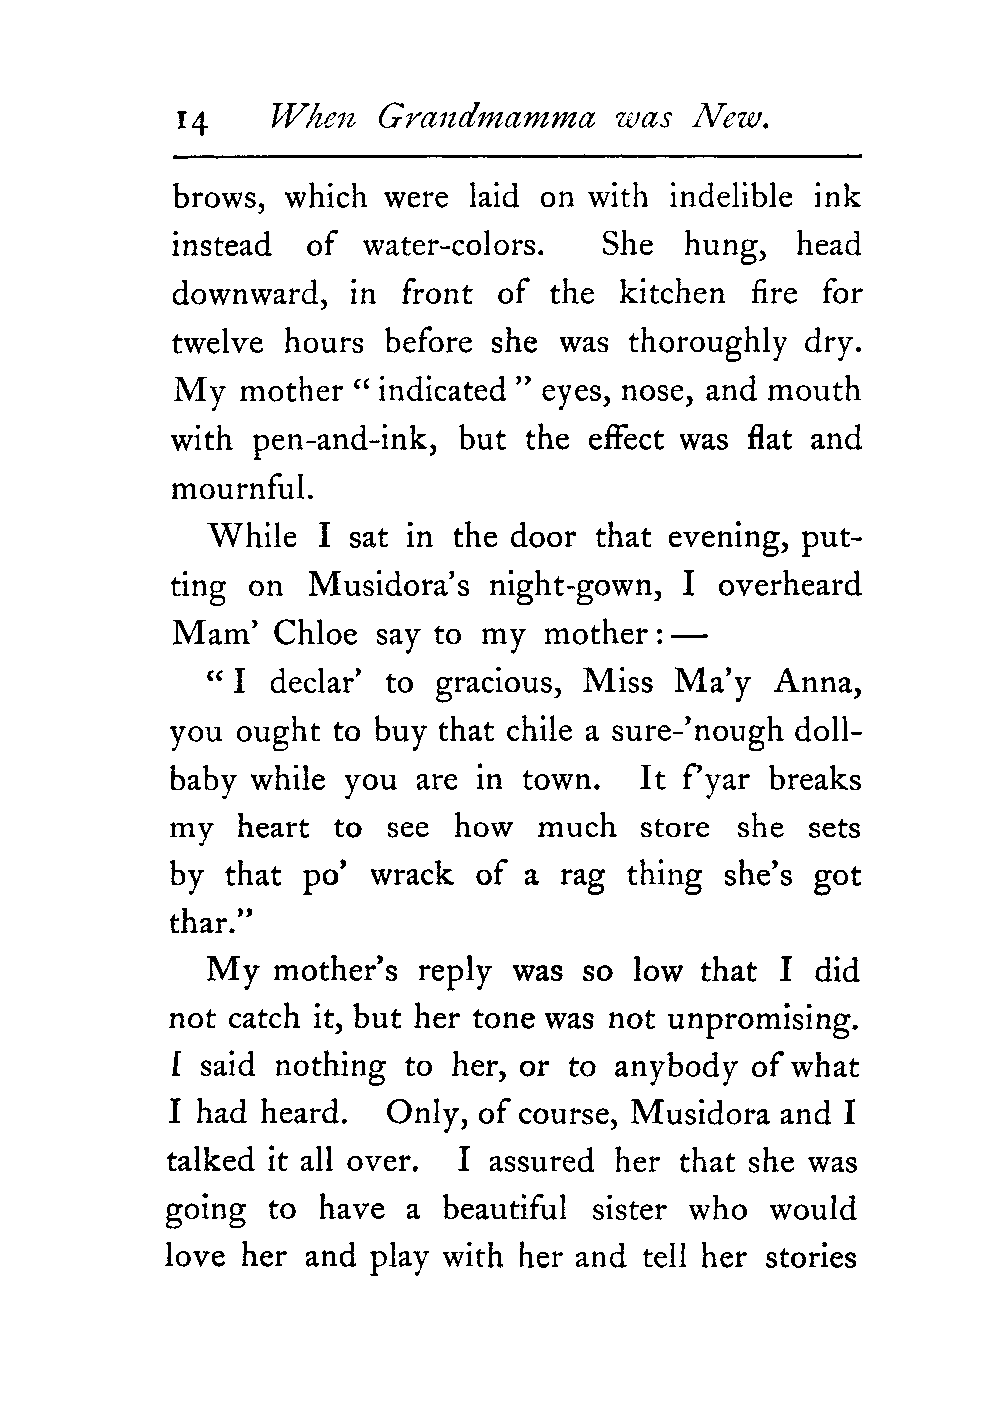 14 When Grandmamma was New.
brows, which were laid on with indelible ink
instead of water-colors. She hung, head
downward, in front of the kitchen fire for
twelve hours before she was thoroughly dry.
My mother “ indicated ” eyes, nose, and mouth
with pen-and-ink, but the effect was flat and
mournful.
While I sat in the door that evening, put-
ting on Musidora’s night-gown, I overheard
Mam’ Chloe say to my mother : —
“ I declar’ to gracious, Miss Ma’y Anna,
you ought to buy that chile a sure-’nough doll-
baby while you are in town. It f’yar breaks
my heart to see how much store she sets
by that po’ wrack of a rag thing she’s got
thar.”
My mother’s reply was so low that I did
not catch it, but her tone was not unpromising.
I said nothing to her, or to anybody of what
I had heard. Only, of course, Musidora and I
talked it all over. I assured her that she was
going to have a beautiful sister who would
love her and play with her and tell her stories